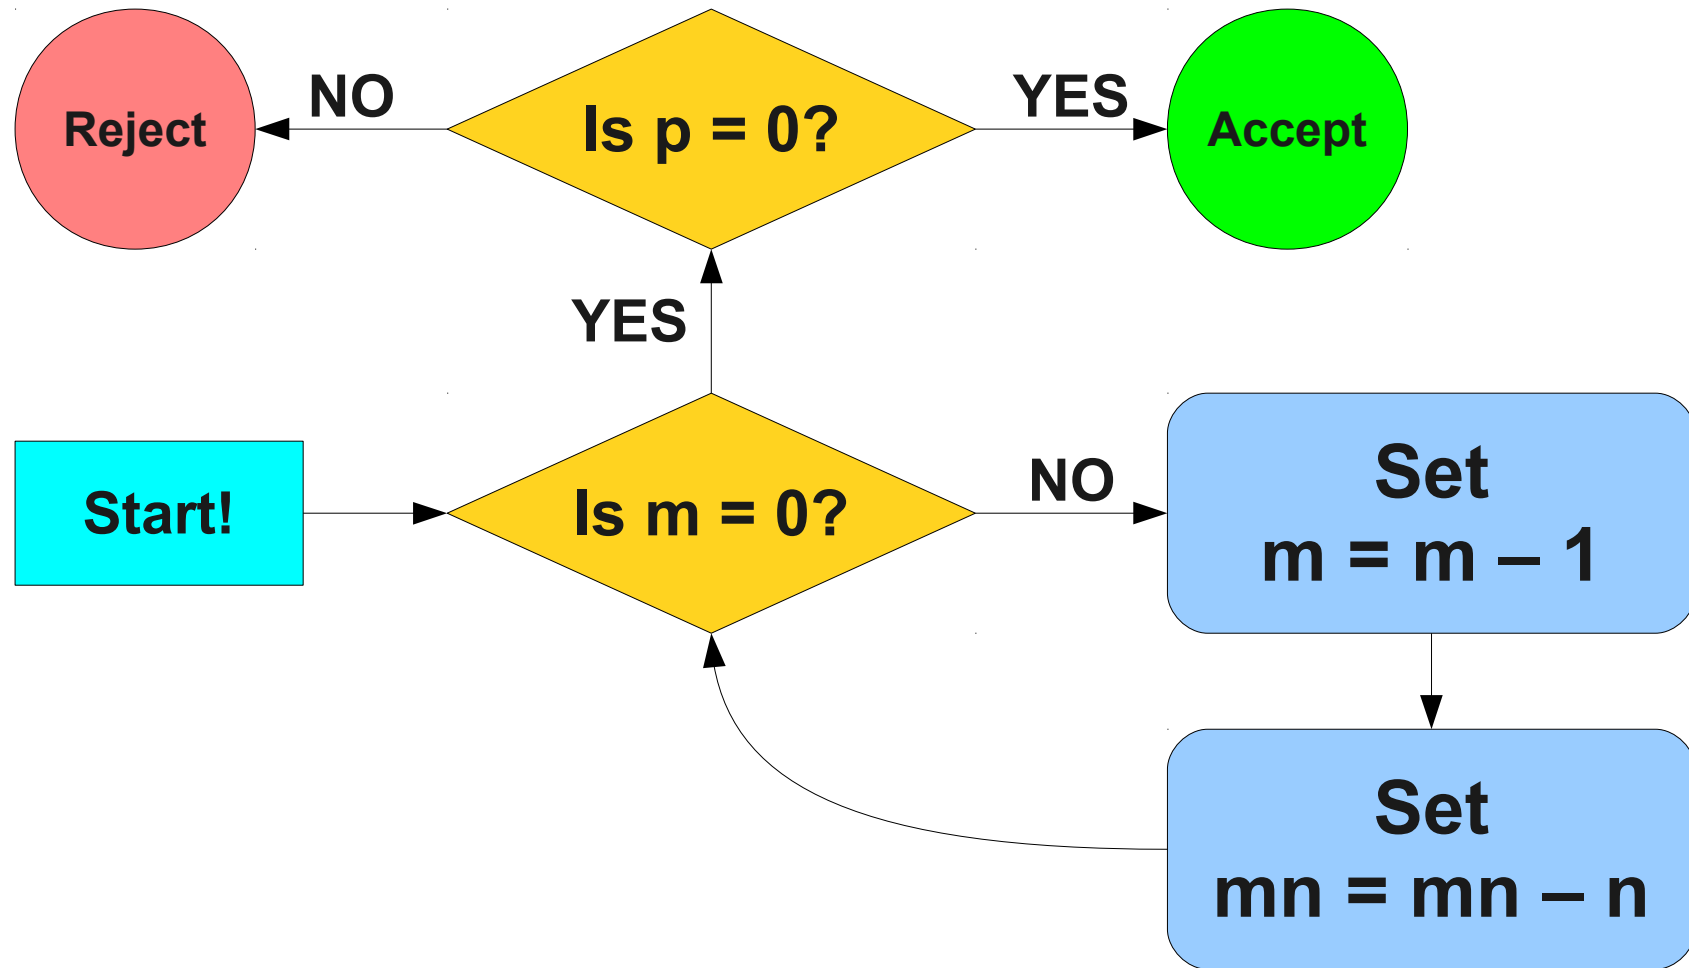 Reject
NO
Is p = 0?
YES
Accept
YES
Start!
Is m = 0?
NO
Set
m = m – 1
Set
mn = mn – n